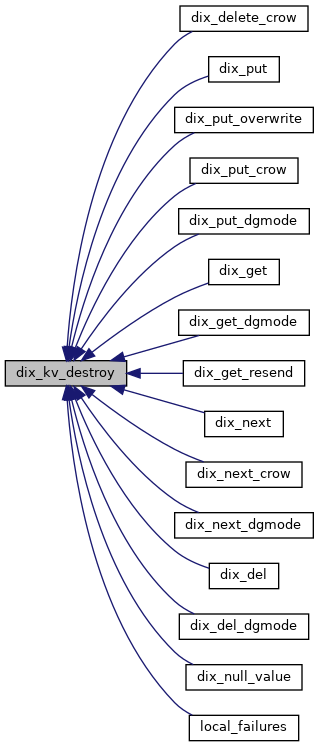 dix_delete_crow
dix_put
dix_put_overwrite
dix_put_crow
dix_put_dgmode
dix_get
dix_get_dgmode
dix_kv_destroy
dix_get_resend
dix_next
dix_next_crow
dix_next_dgmode
dix_del
dix_del_dgmode
dix_null_value
local_failures